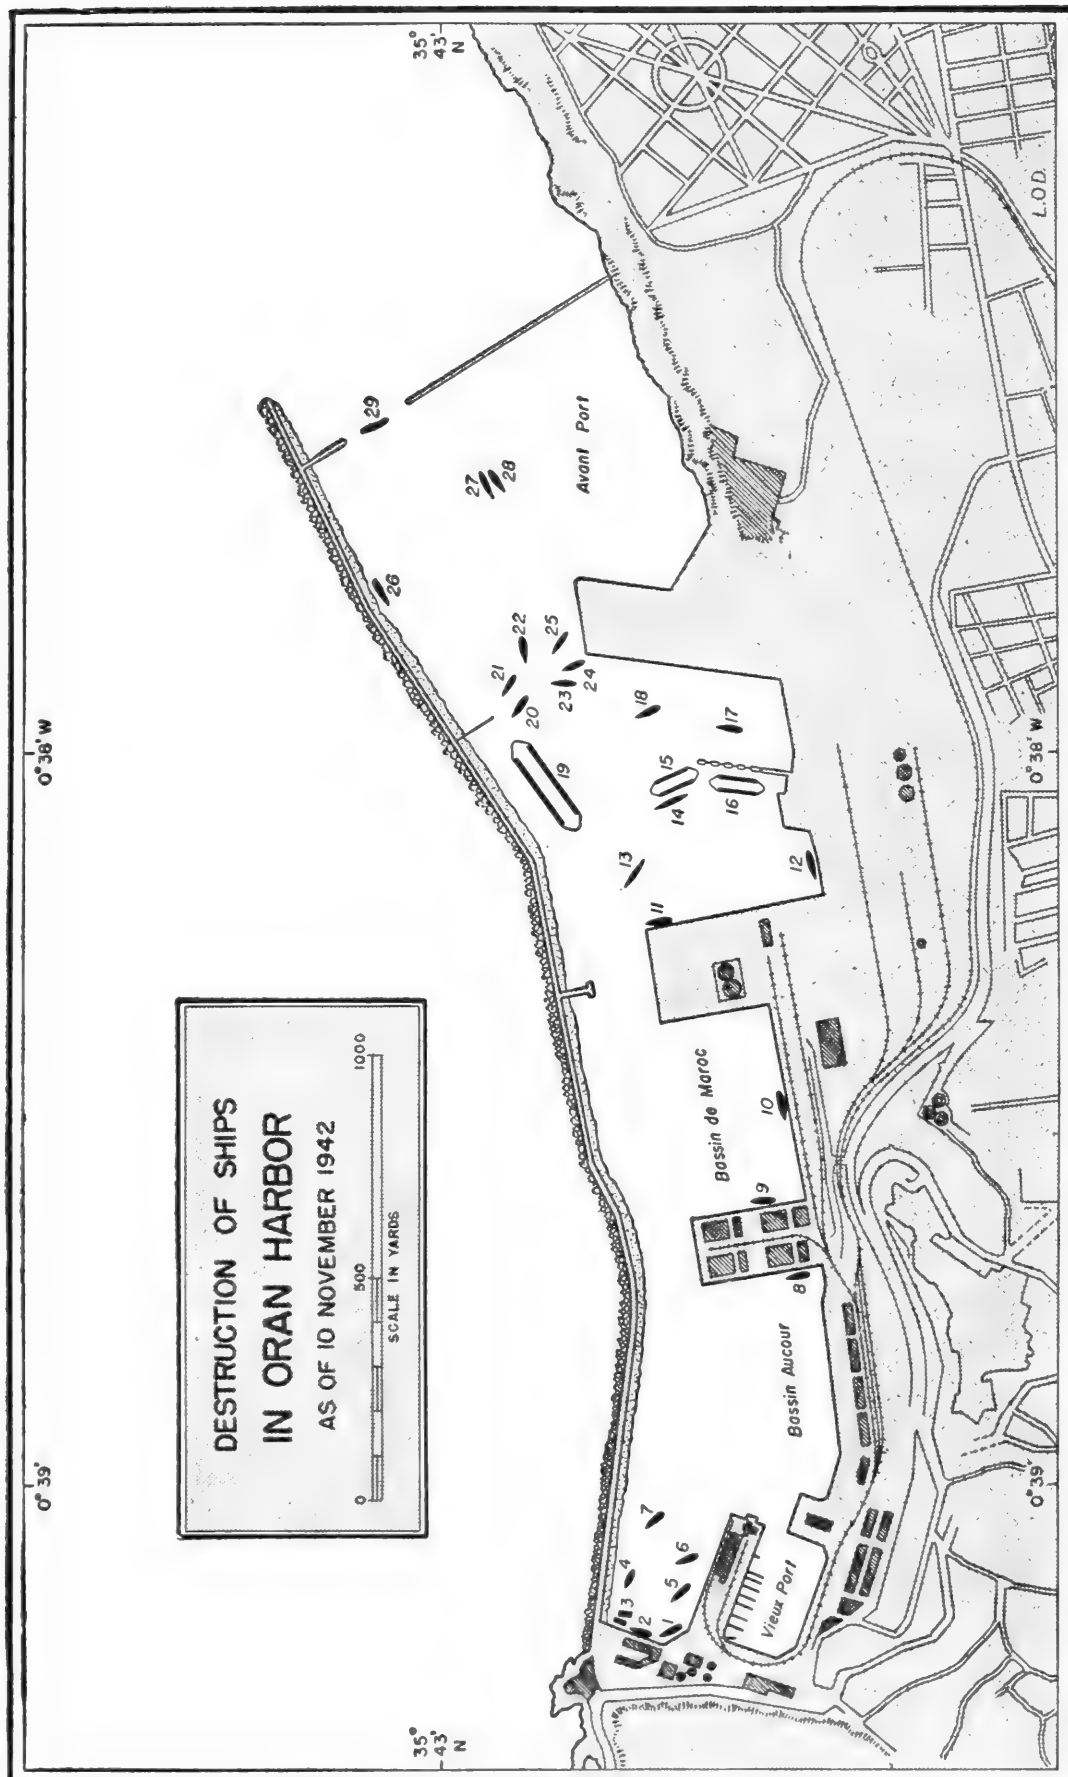 DESTRUCTION OF SHIPS
IN ORAN HARBOR
AS OF 10 NOVEMBER 1942
0
500
1000
SCALE IN YARDS
0°39'
0°38' W
35°
43'
N
35°
43'
N
1
2
3
4
5
6
7
8
9
10
11
12
13
14
15
16
17
18
19
20
21
22
23
24
25
26
27
28
29
Vieux Port
Bassin Aucour
Bassin de Maroc
Avant Port
0°39'
0°38' W
L.O.D.